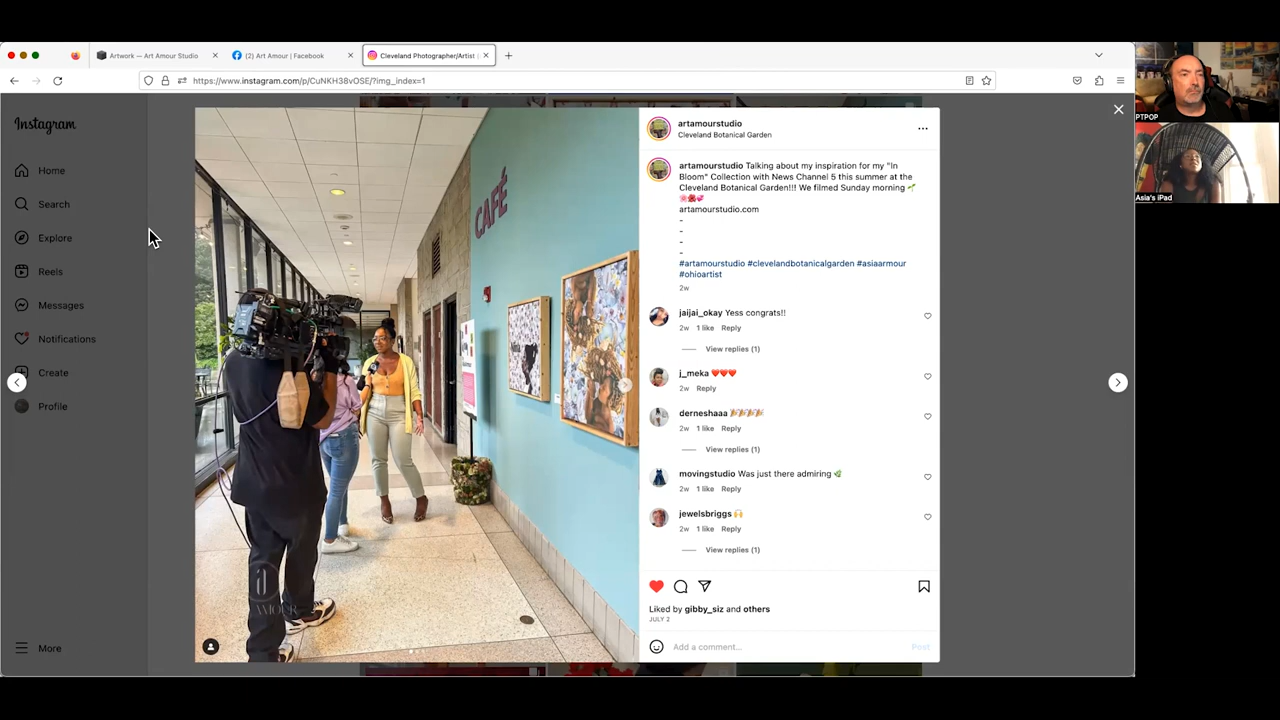 Artwork — Art Amour Studio
(2) Art Amour | Facebook
Cleveland Photographer/Artist
https://www.instagram.com/p/CuNKH38vOSE/?img_index=1
Instagram
Home
Search
Explore
Reels
Messages
Notifications
Create
Profile
More
CAFÉ
AMOUR
artamourstudio
Cleveland Botanical Garden
artamourstudio Talking about my inspiration for my "In
Bloom" Collection with News Channel 5 this summer at the
Cleveland Botanical Garden!!! We filmed Sunday morning 🌱
🌸🌺💞
artamourstudio.com
-
-
-
-
#artamourstudio #clevelandbotanicalgarden #asiaarmour
#ohioartist
2w
jaijai_okay Yess congrats!!
2w 1 like Reply
View replies (1)
j_meka ❤️❤️❤️
2w Reply
derneshaaa 🎉🎉🎉🎉
2w 1 like Reply
View replies (1)
movingstudio Was just there admiring 🌿
2w 1 like Reply
jewelsbriggs 🙌
2w 1 like Reply
View replies (1)
Liked by gibby_siz and others
JULY 2
Add a comment...
Post
PTPOP
Asia's iPad